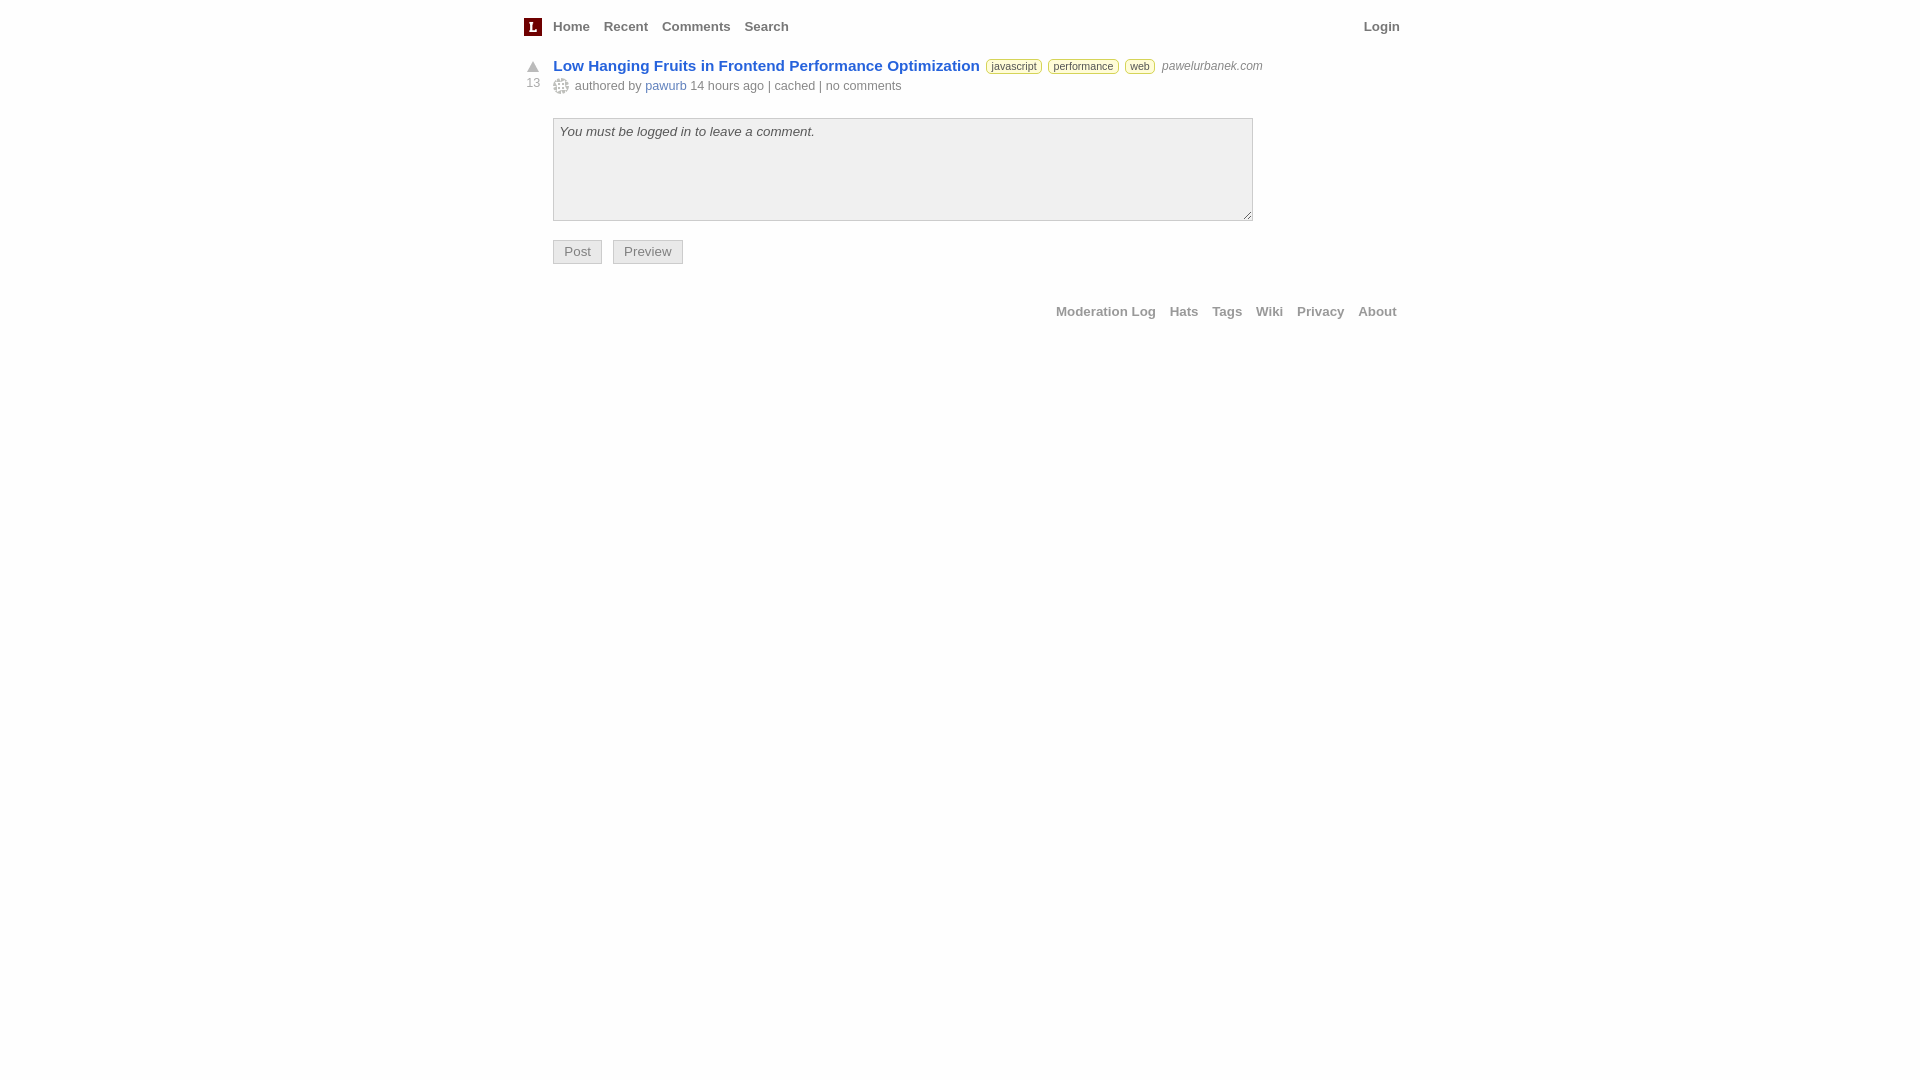 L Home Recent Comments Search Login
Low Hanging Fruits in Frontend Performance Optimization javascript performance web pawelurbanek.com
13 authored by pawurb 14 hours ago | cached | no comments
You must be logged in to leave a comment.
Post Preview
Moderation Log Hats Tags Wiki Privacy About